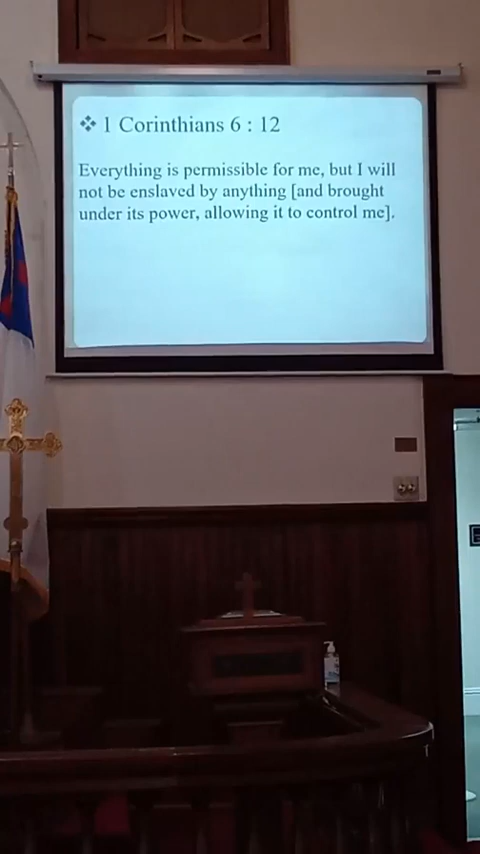 ❖ 1 Corinthians 6 : 12
Everything is permissible for me, but I will
not be enslaved by anything [and brought
under its power, allowing it to control me].